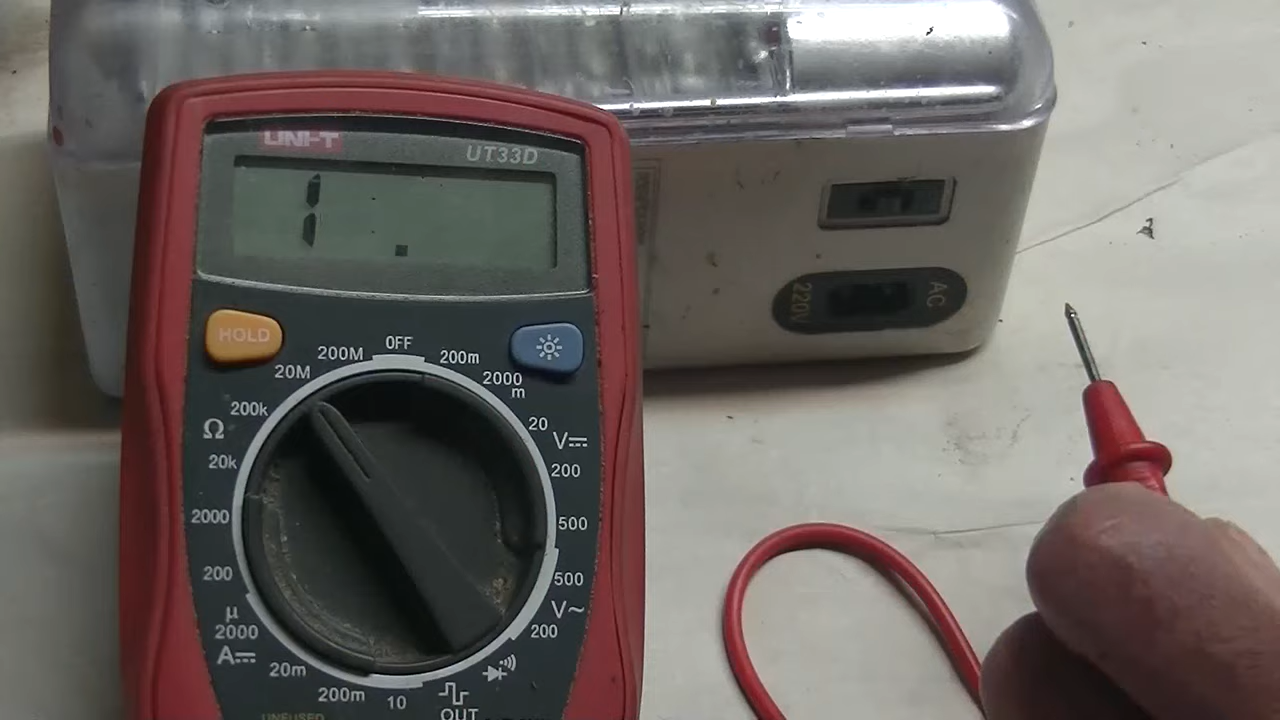 UNI-T
UT33D
1 .
HOLD
OFF
200M
200m
20M
2000
m
200k
20
Ω
V⎓
20k
200
2000
500
200
500
μ
V~
2000
200
A⎓
20m
200m
10
OUT
UNFUSED
AC
220V